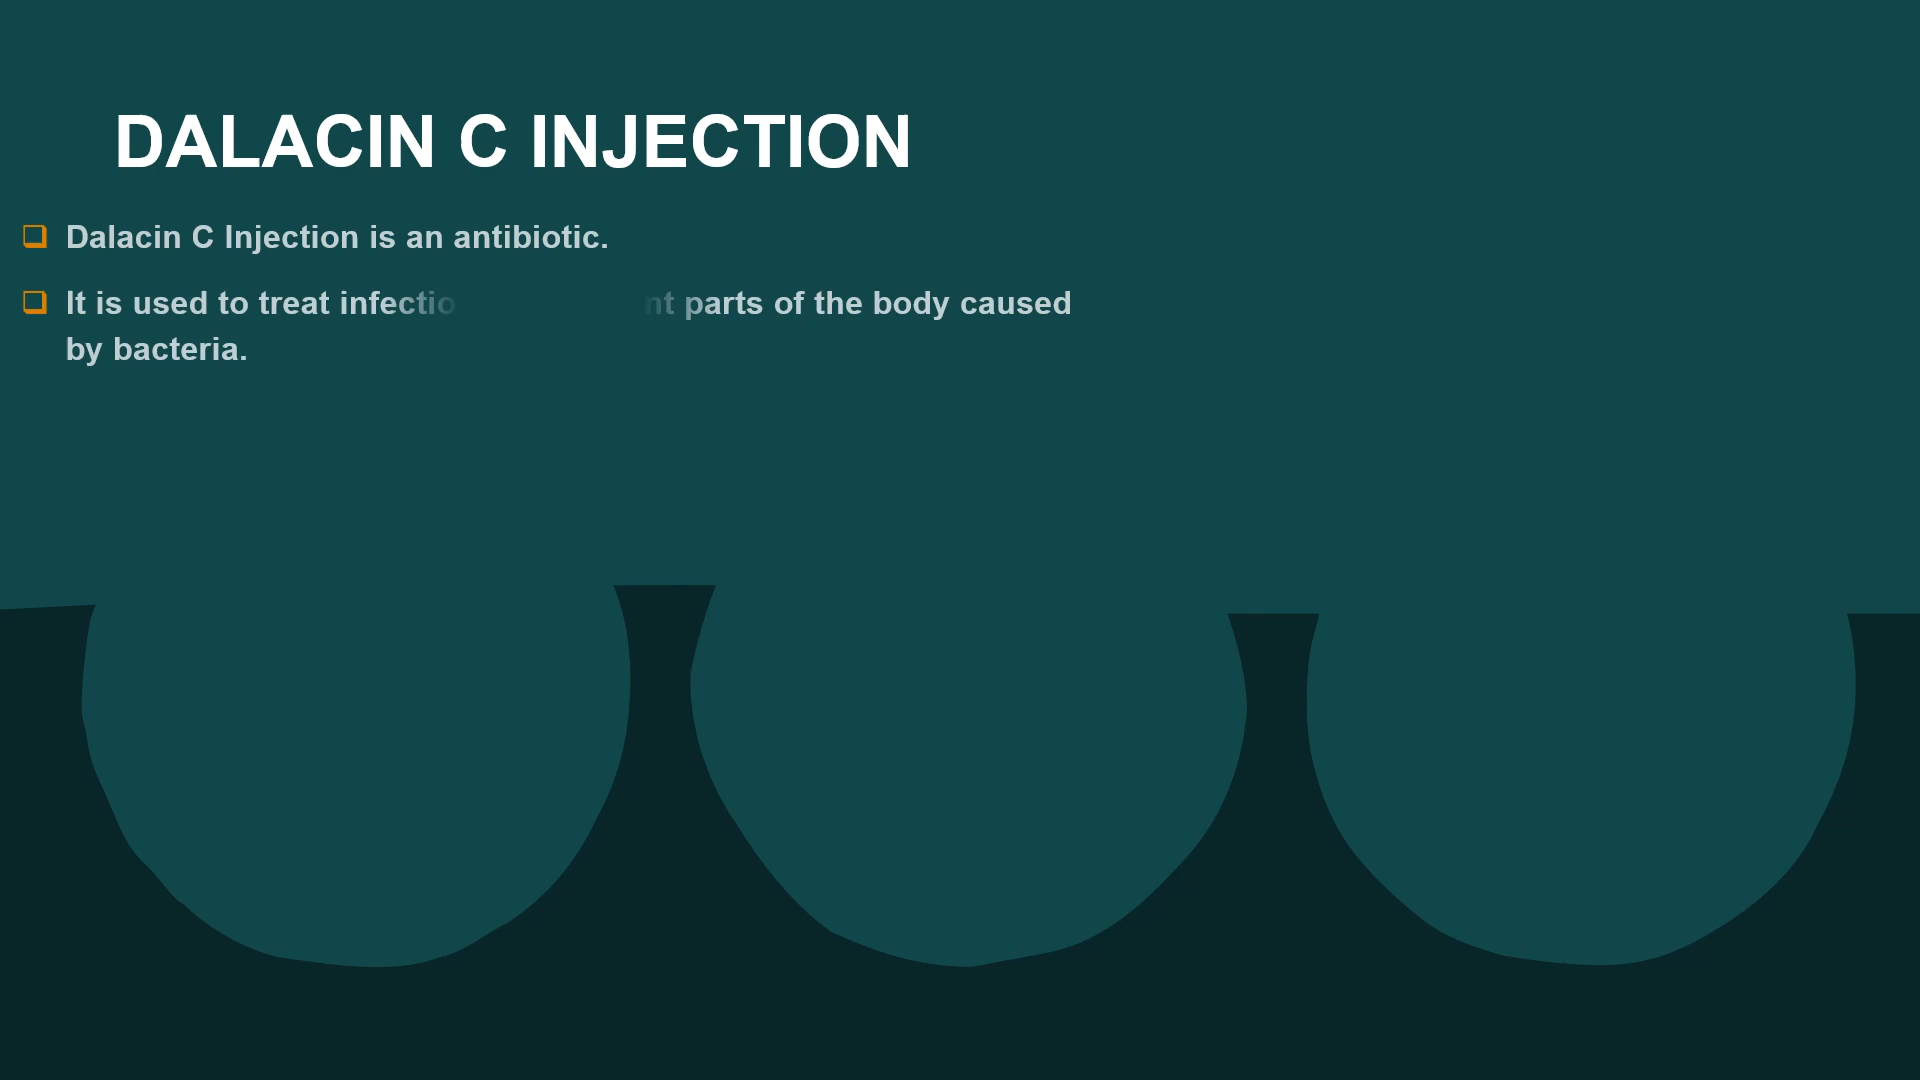 DALACIN C INJECTION
Dalacin C Injection is an antibiotic.
It is used to treat parts of the body caused
by bacteria.